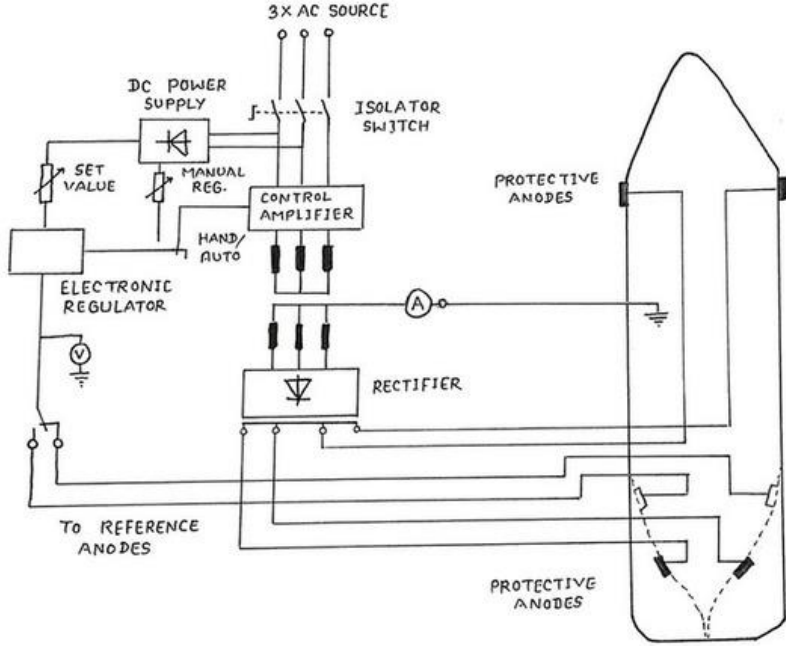 3X AC SOURCE
DC POWER
SUPPLY
ISOLATOR
SWITCH
SET
VALUE
MANUAL
REG.
CONTROL
AMPLIFIER
PROTECTIVE
ANODES
HAND/
AUTO
ELECTRONIC
REGULATOR
A
V
RECTIFIER
TO REFERENCE
ANODES
PROTECTIVE
ANODES